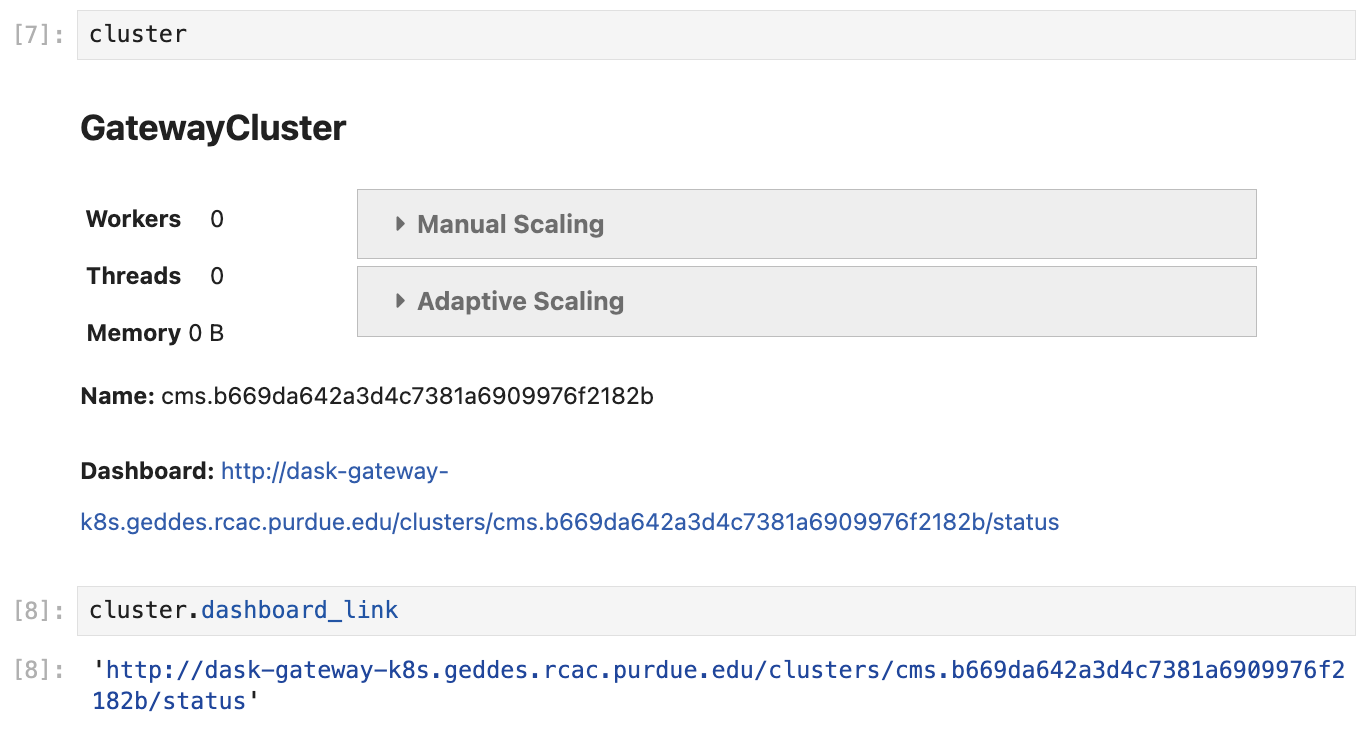 [7]: cluster
GatewayCluster
Workers 0
Threads 0
Memory 0 B
Manual Scaling
Adaptive Scaling
Name: cms.b669da642a3d4c7381a6909976f2182b
Dashboard: http://dask-gateway-
k8s.geddes.rcac.purdue.edu/clusters/cms.b669da642a3d4c7381a6909976f2182b/status
[8]: cluster.dashboard_link
[8]: 'http://dask-gateway-k8s.geddes.rcac.purdue.edu/clusters/cms.b669da642a3d4c7381a6909976f2
182b/status'